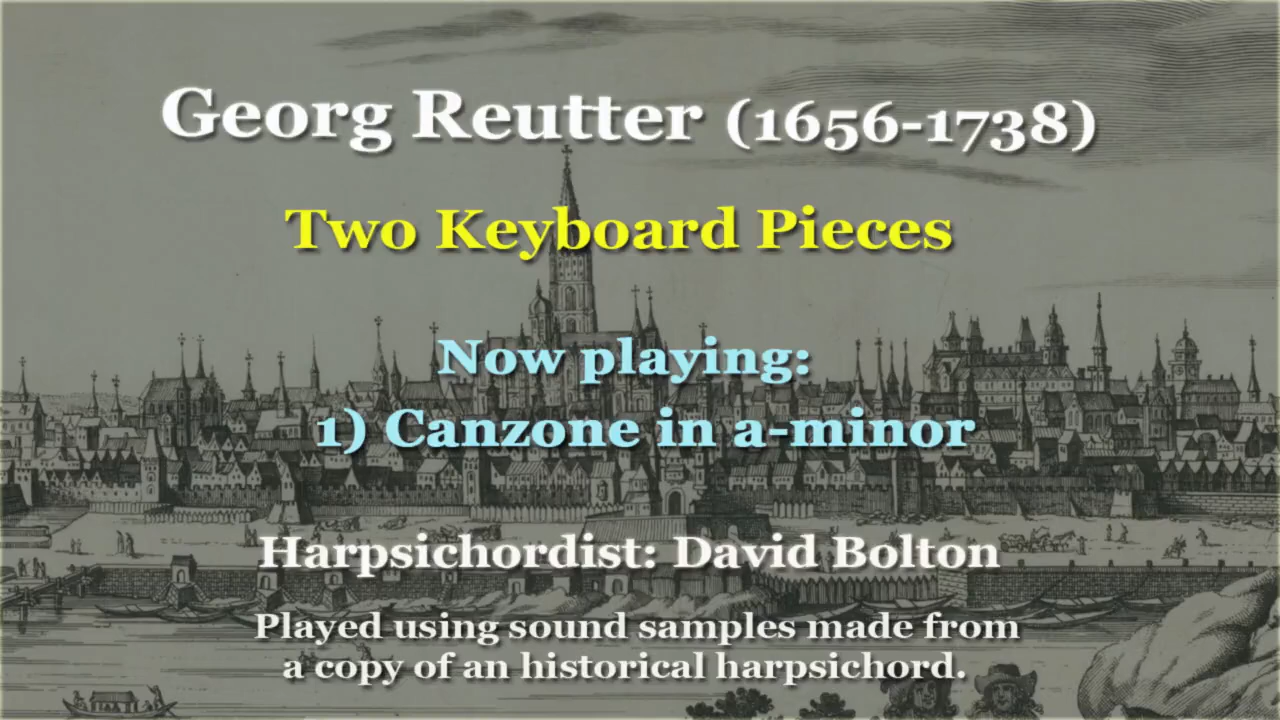 Georg Reutter (1656-1738)
Two Keyboard Pieces
Now playing:
1) Canzone in a-minor
Harpsichordist: David Bolton
Played using sound samples made from
a copy of an historical harpsichord.